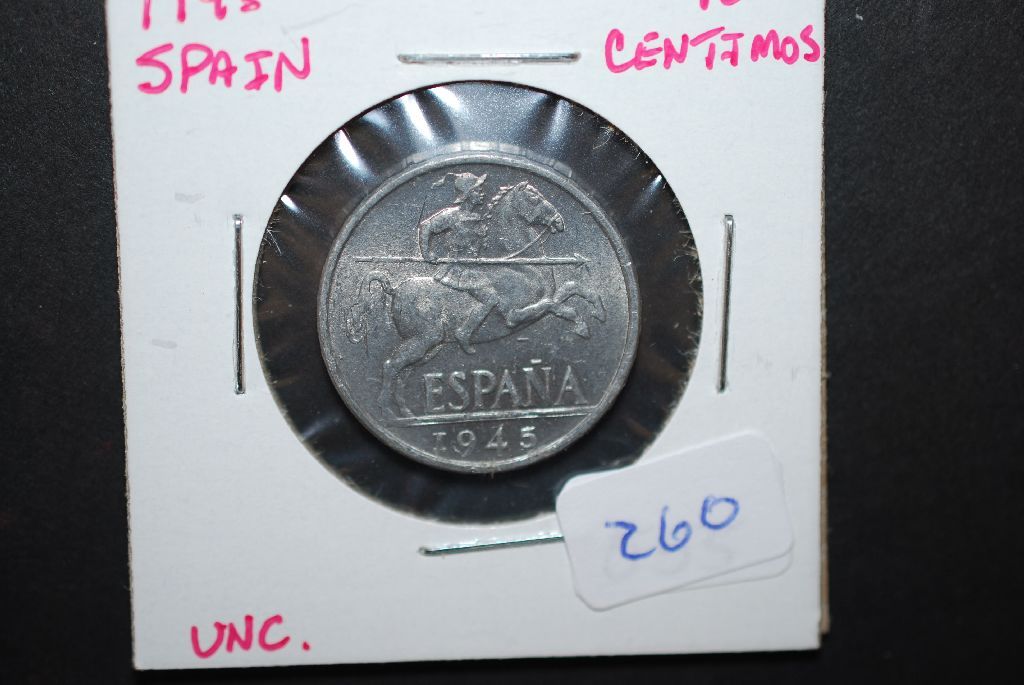 SPAIN
CENTIMOS
ESPAÑA
1945
260
UNC.